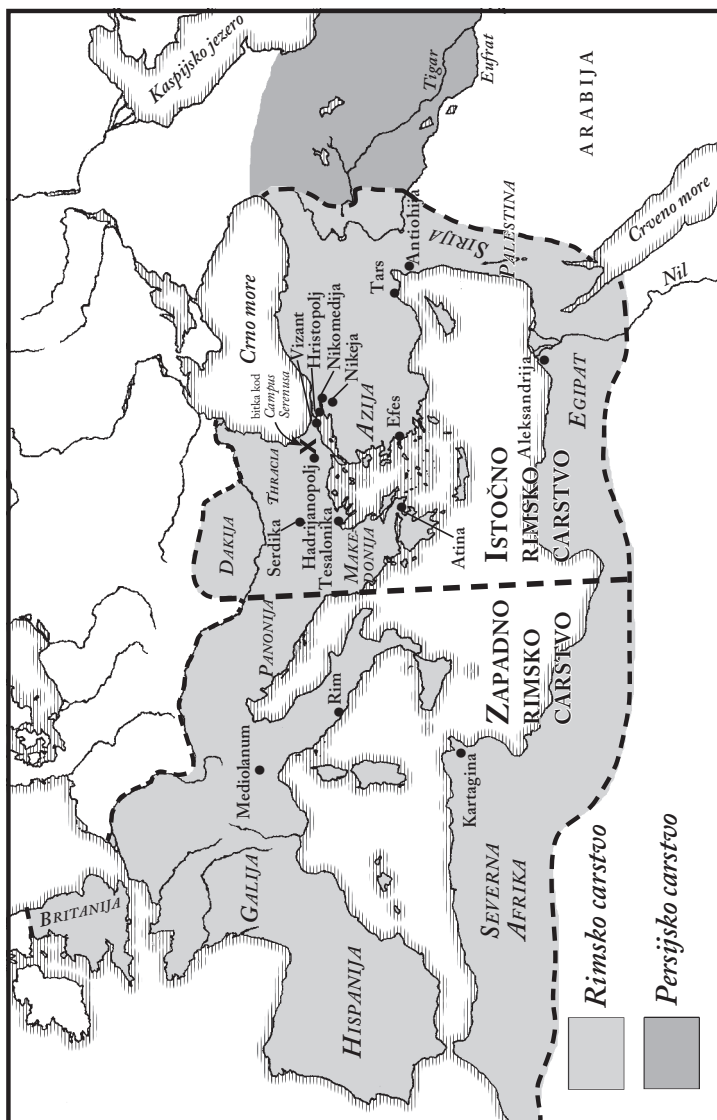 BRITANIJA
GALIJA
HISPANIJA
Mediolanum
Rim
PANONIJA
DAKIJA
THRACIA
Serdika
Hadrijanopolj
Tesalonika
MAKE-
DONIJA
Atina
bitka kod
Campus
Serenusa
X
Crno more
Vizant
Hristopolj
Nikomedija
Nikeja
AZIJA
Efes
Tars
Antiohija
SIRIJA
PALESTINA
Kaspijsko jezero
Tigar
Eufrat
ARABIJA
Crveno more
Nil
EGIPAT
Aleksandrija
ISTOČNO
RIMSKO
CARSTVO
ZAPADNO
RIMSKO
CARSTVO
Kartagina
SEVERNA
AFRIKA
Rimsko carstvo
Persijsko carstvo